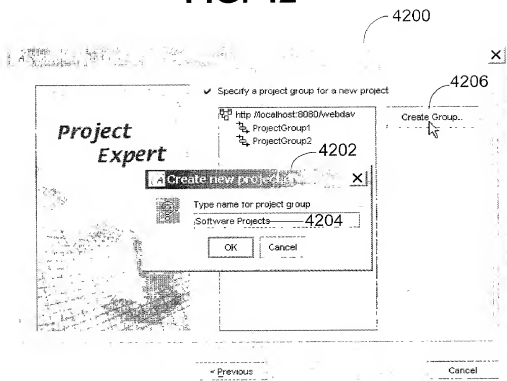 FIG. 42
4200
Specify a project group for a new project
4206
http://localhost:8080/webdav
Create Group...
ProjectGroup1
ProjectGroup2
Project
Expert
4202
Create new project
Type name for project group
Software Projects
4204
OK
Cancel
Previous
Cancel